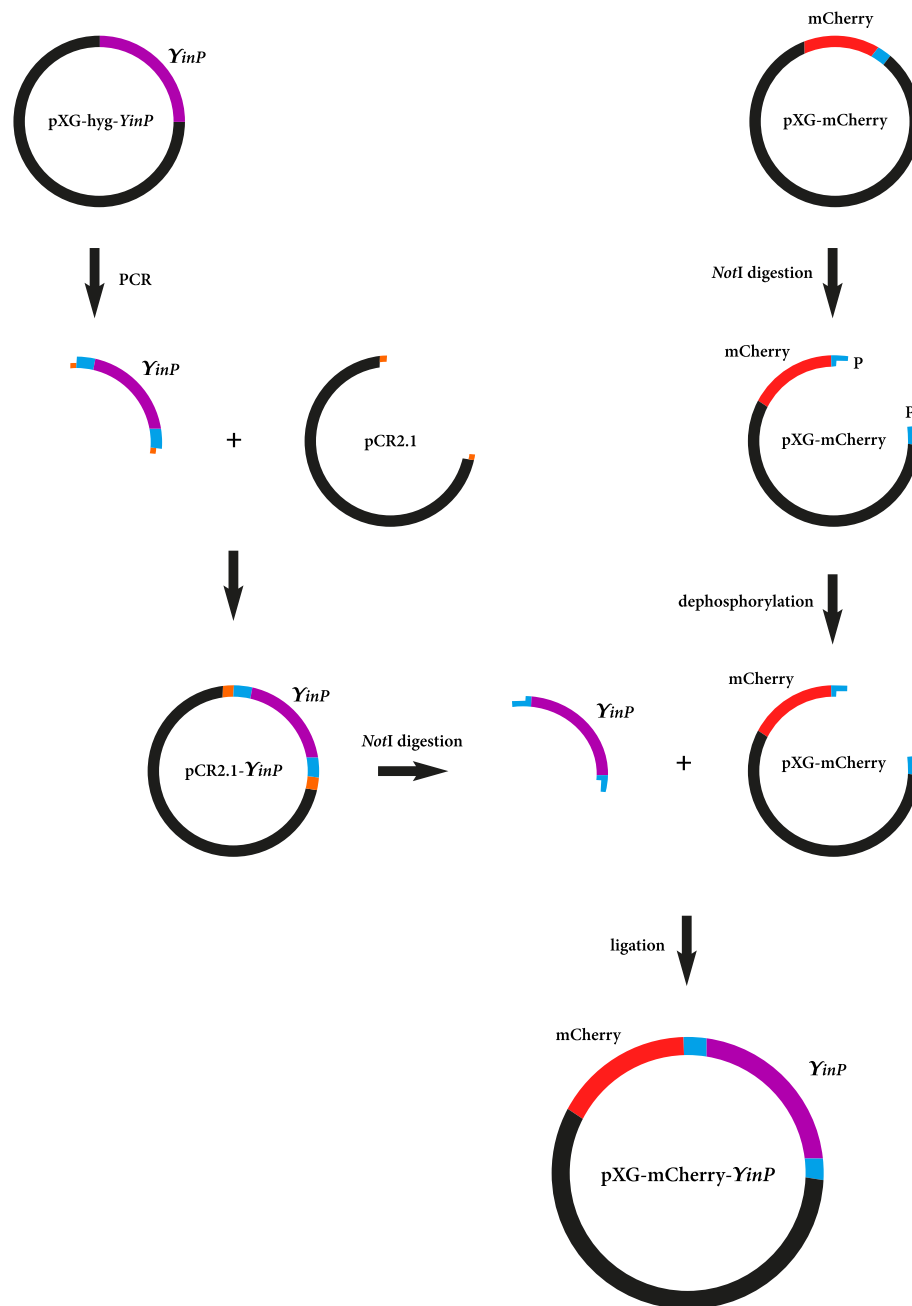 mCherry
YinP
pXG-hyg-YinP
pXG-mCherry
PCR
NotI digestion
mCherry
P
YinP
P
+
pCR2.1
pXG-mCherry
dephosphorylation
mCherry
YinP
YinP
NotI digestion
pCR2.1-YinP
+
pXG-mCherry
ligation
mCherry
YinP
pXG-mCherry-YinP